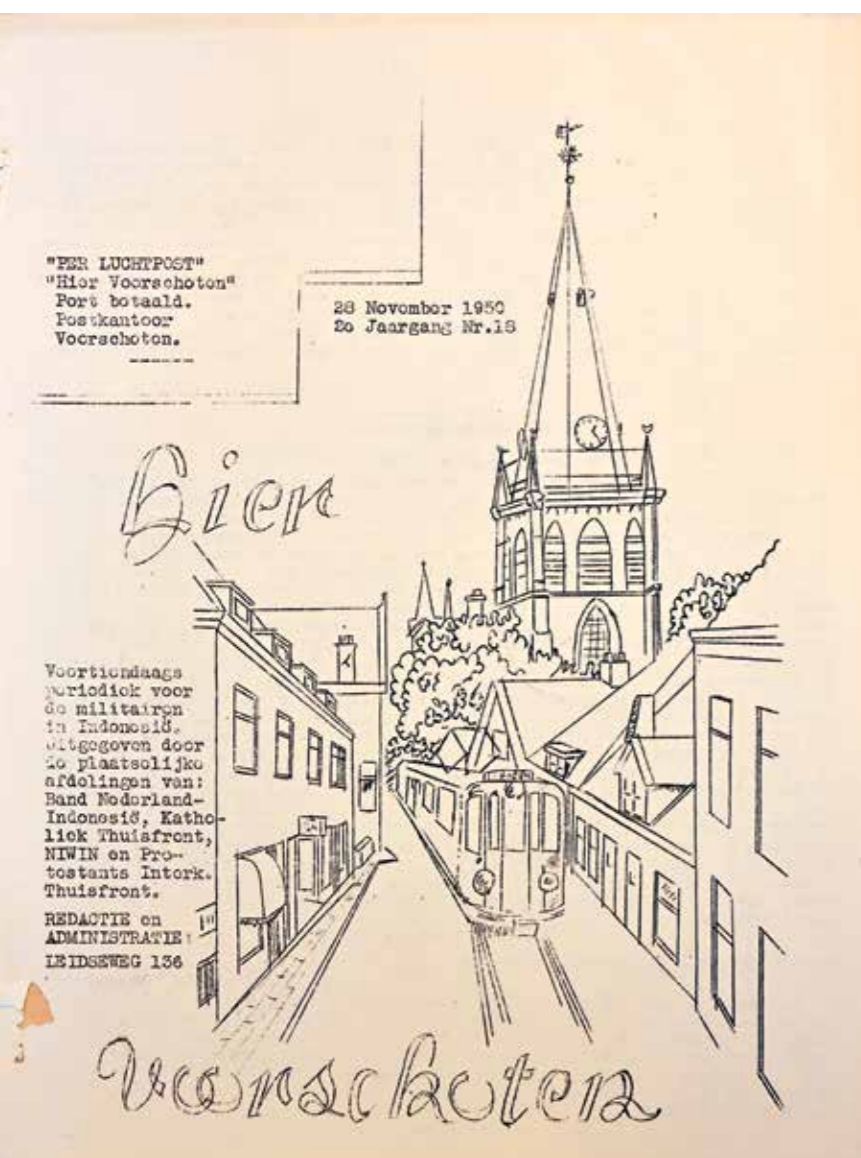 "PER LUCHTPOST"
"Hier Voorschoten"
Port betaald.
Postkantoor
Voorschoten.
28 November 1950
2e Jaargang Nr.18
Hier
Veertiendaags
periodiek voor
de militairen
in Indonesië,
uitgegeven door
de plaatselijke
afdelingen van:
Band Nederland-
Indonesië, Katho-
liek Thuisfront,
NIWIN en Pro-
testants Interk.
Thuisfront.
REDACTIE en
ADMINISTRATIE:
LEIDSEWEG 136
Voorschoten